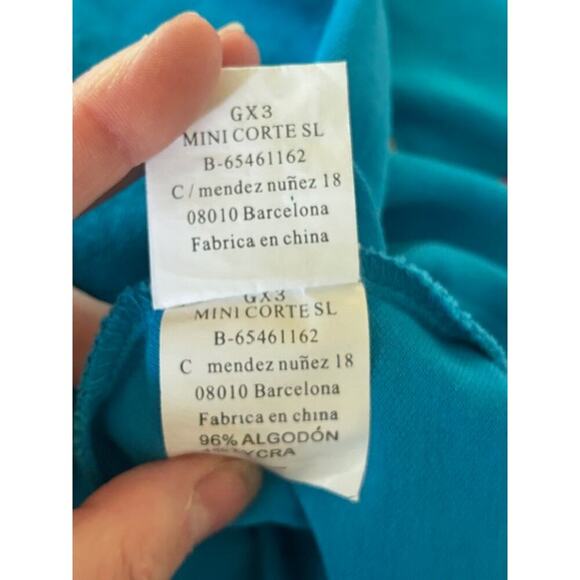 GX3
MINI CORTE SL
B-65461162
C/mendez nuñez 18
08010 Barcelona
Fabrica en china
GX3
MINI CORTE SL
B-65461162
C mendez nuñez 18
08010 Barcelona
Fabrica en china
96% ALGODÓN
YCRA